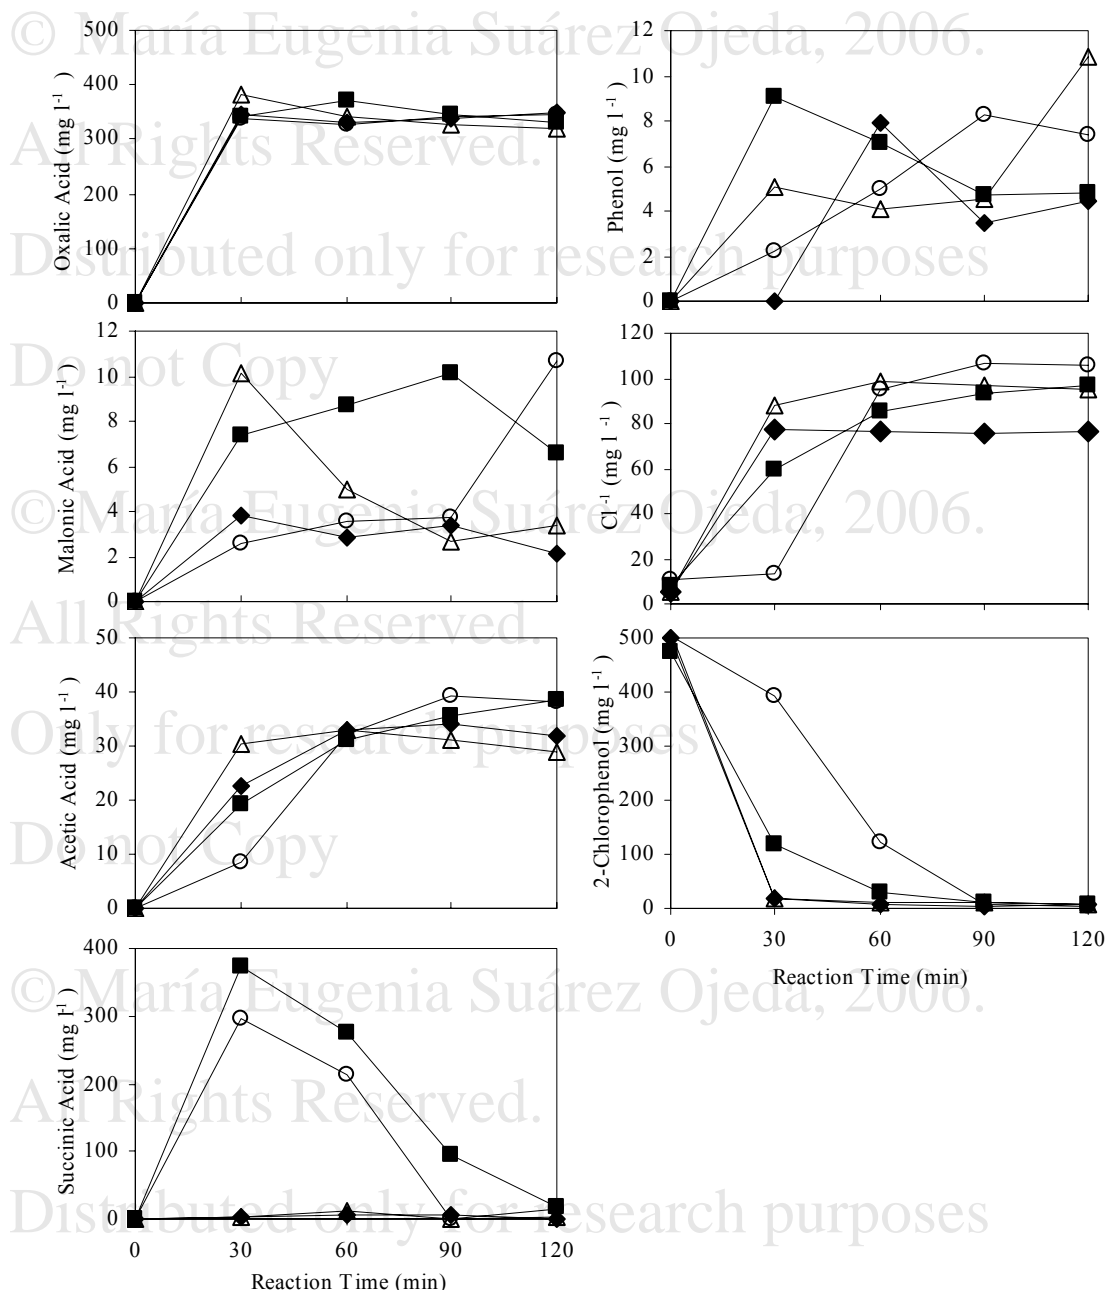 © María Eugenia Suárez Ojeda, 2006.
All Rights Reserved.
Distributed only for research purposes
Do not Copy
© María Eugenia Suárez Ojeda, 2006.
All Rights Reserved.
Only for research purposes
Do not Copy
© María Eugenia Suárez Ojeda, 2006.
All Rights Reserved.
Distributed only for research purposes
Oxalic Acid (mg l⁻¹)
500
400
300
200
100
0
Phenol (mg l⁻¹)
12
10
8
6
4
2
0
Malonic Acid (mg l⁻¹)
12
10
8
6
4
2
0
Cl⁻¹ (mg l⁻¹)
120
100
80
60
40
20
0
Acetic Acid (mg l⁻¹)
50
40
30
20
10
0
2-Chlorophenol (mg l⁻¹)
500
400
300
200
100
0
0 30 60 90 120
Reaction Time (min)
Succinic Acid (mg l⁻¹)
400
300
200
100
0
0 30 60 90 120
Reaction Time (min)